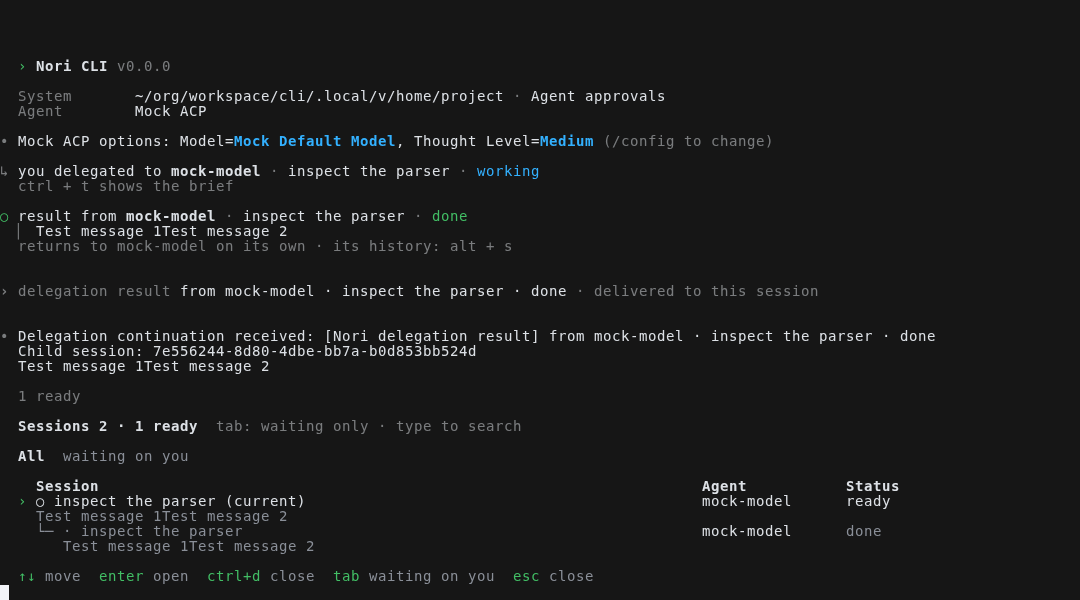 › Nori CLI v0.0.0
System ~/org/workspace/cli/.local/v/home/project · Agent approvals
Agent Mock ACP
• Mock ACP options: Model=Mock Default Model, Thought Level=Medium (/config to change)
↳ you delegated to mock-model · inspect the parser · working
ctrl + t shows the brief
○ result from mock-model · inspect the parser · done
│ Test message 1Test message 2
returns to mock-model on its own · its history: alt + s
› delegation result from mock-model · inspect the parser · done · delivered to this session
• Delegation continuation received: [Nori delegation result] from mock-model · inspect the parser · done
Child session: 7e556244-8d80-4dbe-bb7a-b0d853bb524d
Test message 1Test message 2
1 ready
Sessions 2 · 1 ready tab: waiting only · type to search
All waiting on you
Session Agent Status
› ○ inspect the parser (current) mock-model ready
Test message 1Test message 2
└─ · inspect the parser mock-model done
Test message 1Test message 2
↑↓ move enter open ctrl+d close tab waiting on you esc close